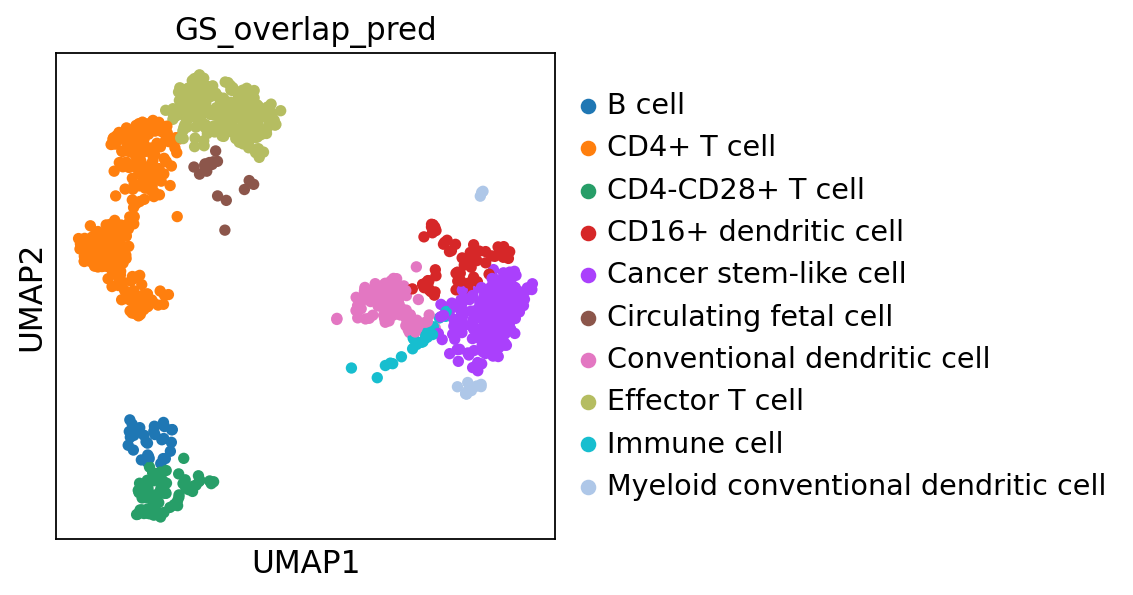 GS_overlap_pred
UMAP2
UMAP1
B cell
CD4+ T cell
CD4-CD28+ T cell
CD16+ dendritic cell
Cancer stem-like cell
Circulating fetal cell
Conventional dendritic cell
Effector T cell
Immune cell
Myeloid conventional dendritic cell